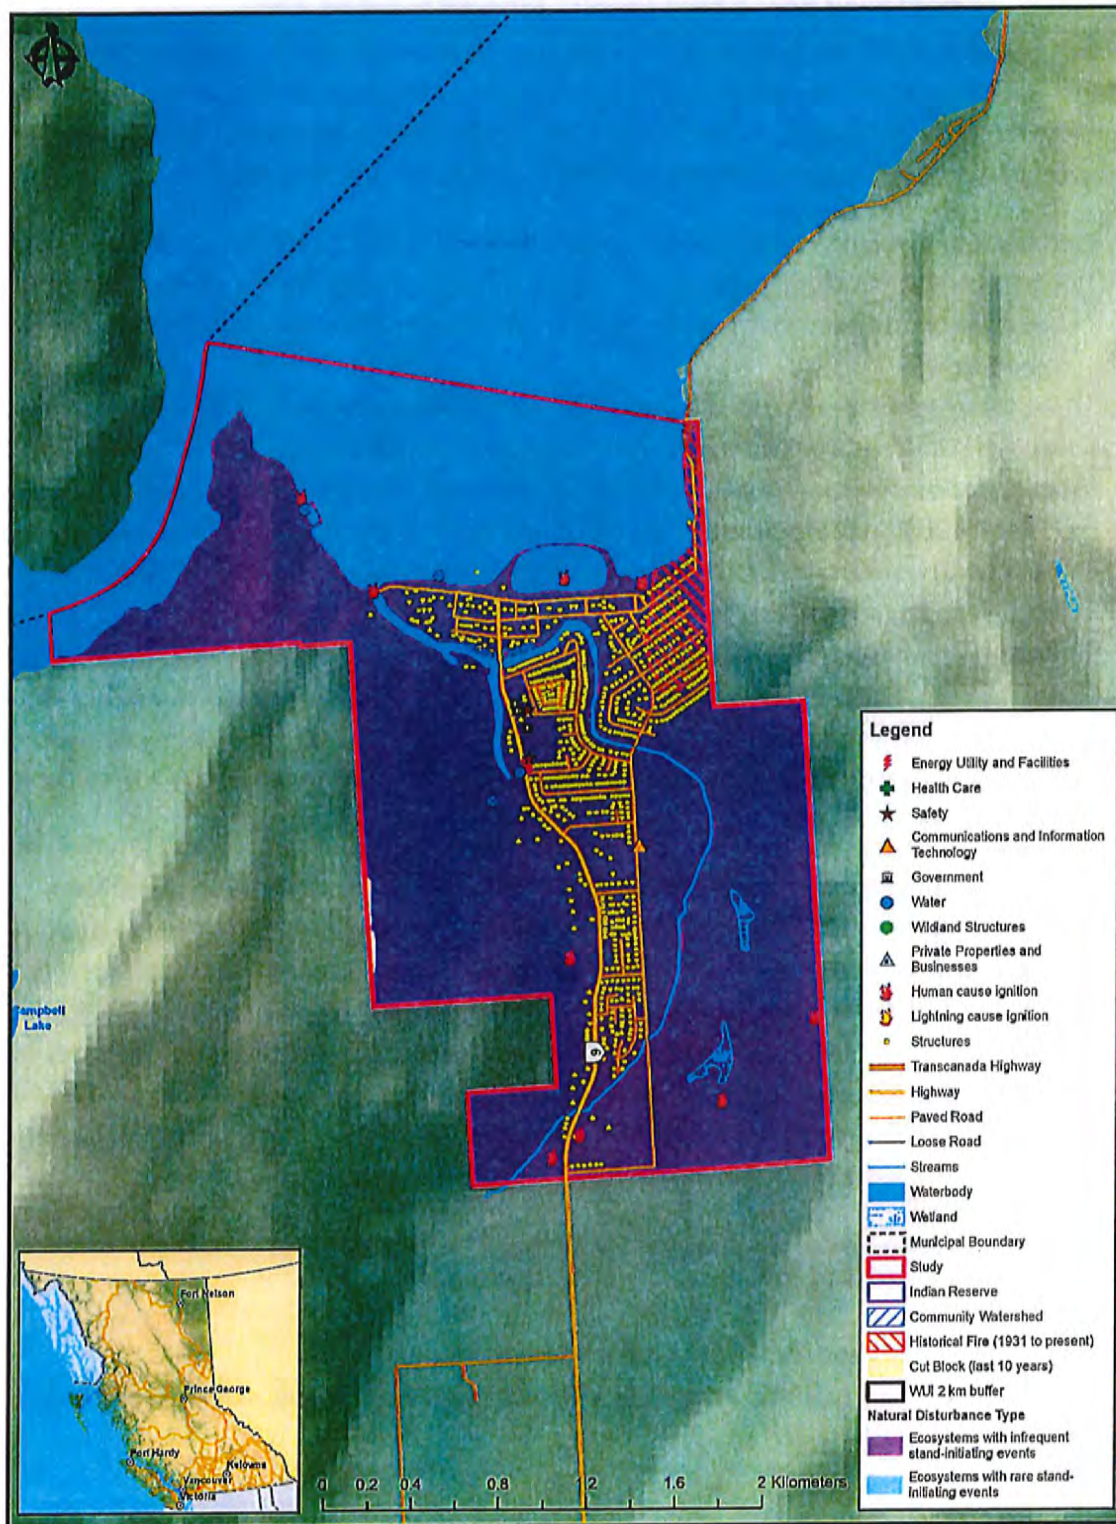 Campbell
Lake
9
Legend
Energy Utility and Facilities
Health Care
Safety
Communications and Information
Technology
Government
Water
Wildland Structures
Private Properties and
Businesses
Human cause ignition
Lightning cause ignition
Structures
Transcanada Highway
Highway
Paved Road
Loose Road
Streams
Waterbody
Wetland
Municipal Boundary
Study
Indian Reserve
Community Watershed
Historical Fire (1931 to present)
Cut Block (last 10 years)
WUI 2 km buffer
Natural Disturbance Type
Ecosystems with infrequent
stand-initiating events
Ecosystems with rare stand-
initiating events
Fort Nelson
Prince George
Port Hardy
Kelowna
Vancouver
Victoria
0 0.2 0.4 0.8 1.2 1.6 2 Kilometers